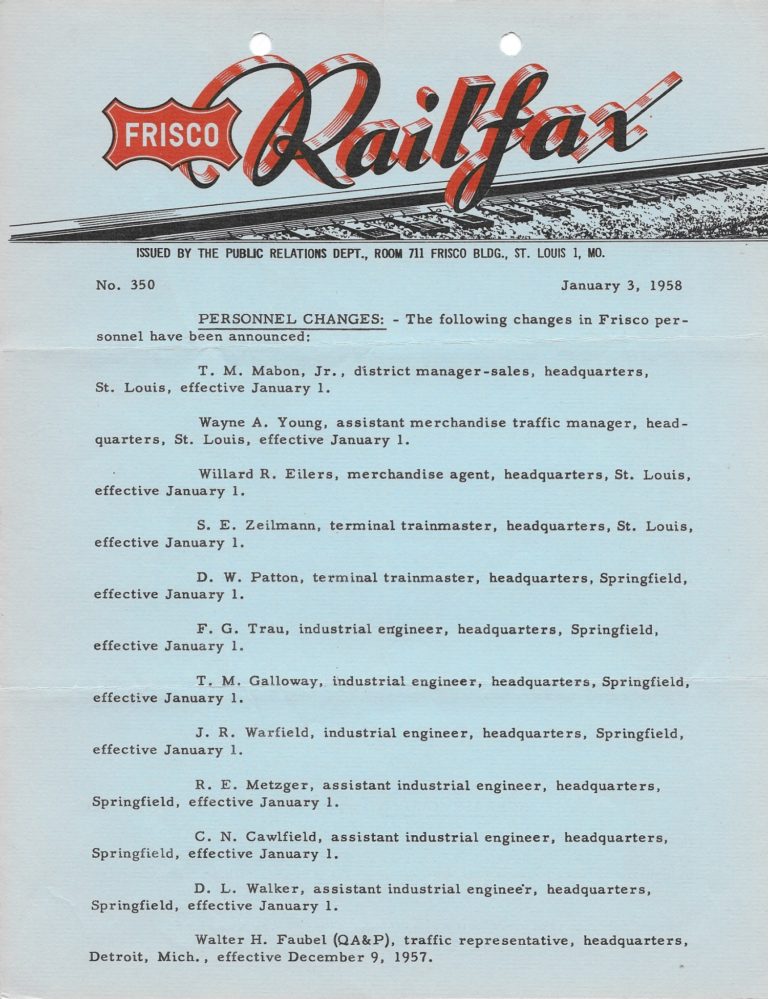 FRISCO Railfax
ISSUED BY THE PUBLIC RELATIONS DEPT., ROOM 711 FRISCO BLDG., ST. LOUIS 1, MO.
No. 350 January 3, 1958
PERSONNEL CHANGES: - The following changes in Frisco per-
sonnel have been announced:
T. M. Mabon, Jr., district manager-sales, headquarters,
St. Louis, effective January 1.
Wayne A. Young, assistant merchandise traffic manager, head-
quarters, St. Louis, effective January 1.
Willard R. Eilers, merchandise agent, headquarters, St. Louis,
effective January 1.
S. E. Zeilmann, terminal trainmaster, headquarters, St. Louis,
effective January 1.
D. W. Patton, terminal trainmaster, headquarters, Springfield,
effective January 1.
F. G. Trau, industrial engineer, headquarters, Springfield,
effective January 1.
T. M. Galloway, industrial engineer, headquarters, Springfield,
effective January 1.
J. R. Warfield, industrial engineer, headquarters, Springfield,
effective January 1.
R. E. Metzger, assistant industrial engineer, headquarters,
Springfield, effective January 1.
C. N. Cawlfield, assistant industrial engineer, headquarters,
Springfield, effective January 1.
D. L. Walker, assistant industrial engineer, headquarters,
Springfield, effective January 1.
Walter H. Faubel (QA&P), traffic representative, headquarters,
Detroit, Mich., effective December 9, 1957.